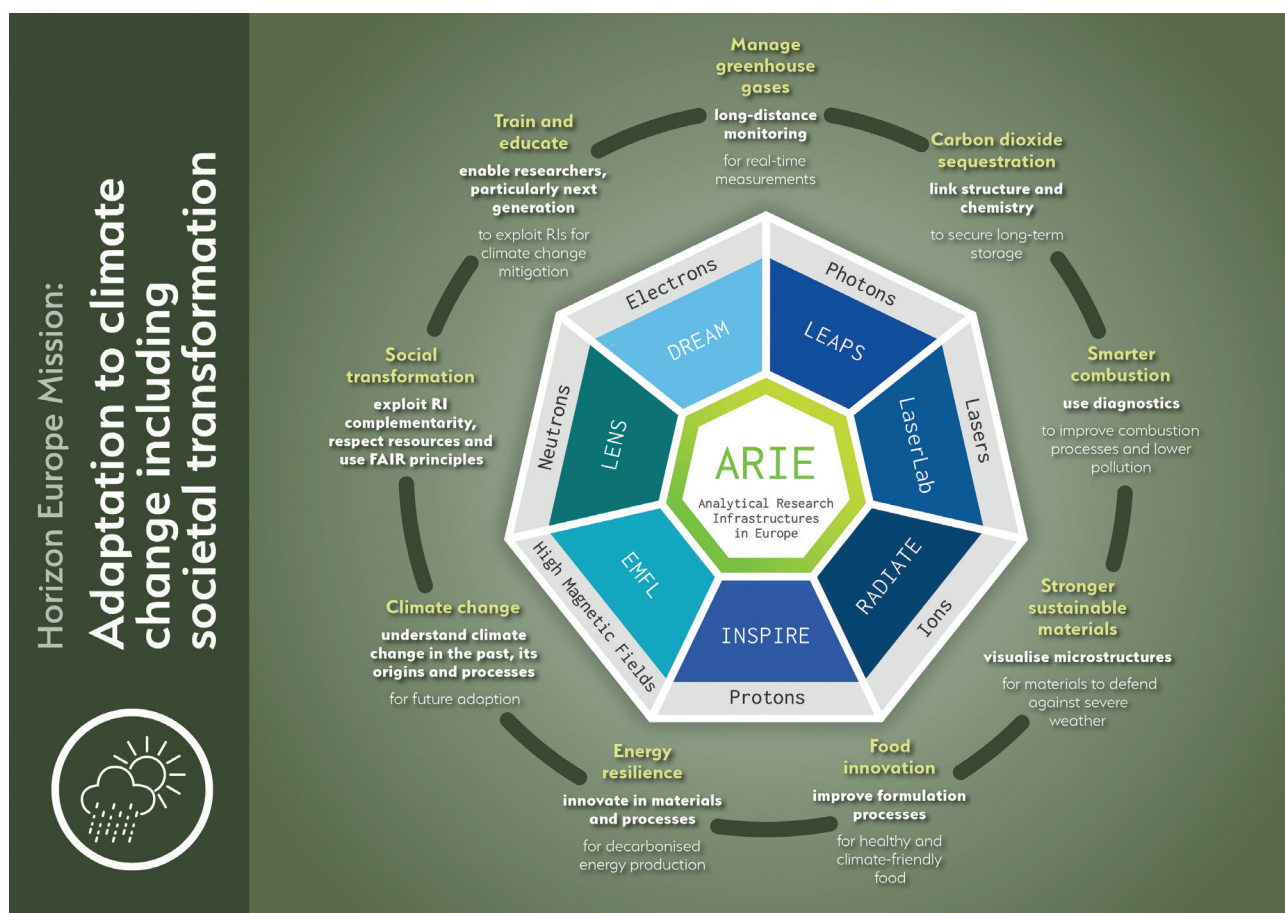 Horizon Europe Mission:
Adaptation to climate
change including
societal transformation
Manage
greenhouse
gases
long-distance
monitoring
for real-time
measurements
Carbon dioxide
sequestration
link structure and
chemistry
to secure long-term
storage
Smarter
combustion
use diagnostics
to improve combustion
processes and lower
pollution
Stronger
sustainable
materials
visualise microstructures
for materials to defend
against severe
weather
Food
innovation
improve formulation
processes
for healthy and
climate-friendly
food
Energy
resilience
innovate in materials
and processes
for decarbonised
energy production
Climate change
understand climate
change in the past, its
origins and processes
for future adaption
Social
transformation
exploit RI
complementarity,
respect resources and
use FAIR principles
Train and
educate
enable researchers,
particularly next
generation
to exploit RIs for
climate change
mitigation
Electrons
DREAM
Photons
LEAPS
Lasers
LaserLab
Ions
RADIATE
Protons
INSPIRE
High Magnetic Fields
EMFL
Neutrons
LENS
ARIE
Analytical Research
Infrastructures
in Europe